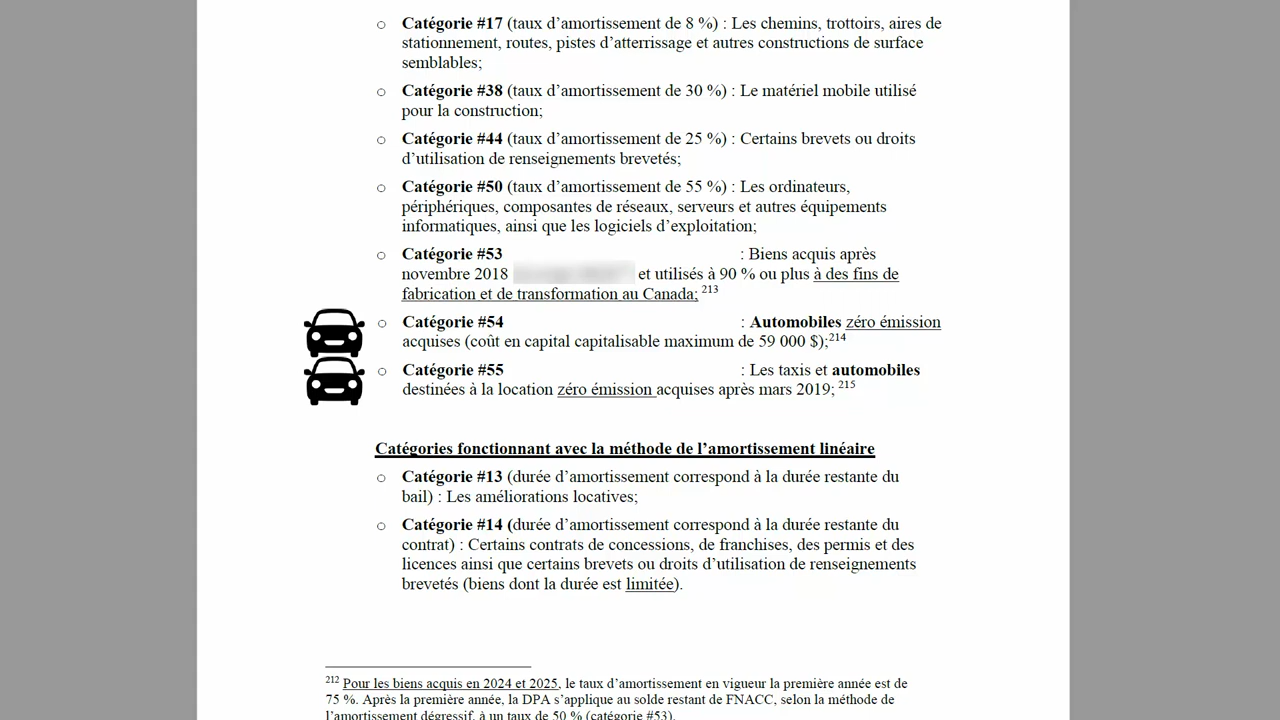 ○ Catégorie #17 (taux d’amortissement de 8 %) : Les chemins, trottoirs, aires de
stationnement, routes, pistes d’atterrissage et autres constructions de surface
semblables;
○ Catégorie #38 (taux d’amortissement de 30 %) : Le matériel mobile utilisé
pour la construction;
○ Catégorie #44 (taux d’amortissement de 25 %) : Certains brevets ou droits
d’utilisation de renseignements brevetés;
○ Catégorie #50 (taux d’amortissement de 55 %) : Les ordinateurs,
périphériques, composantes de réseaux, serveurs et autres équipements
informatiques, ainsi que les logiciels d’exploitation;
○ Catégorie #53 : Biens acquis après
novembre 2018 et utilisés à 90 % ou plus à des fins de
fabrication et de transformation au Canada; 213
○ Catégorie #54 : Automobiles zéro émission
acquises (coût en capital capitalisable maximum de 59 000 $);214
○ Catégorie #55 : Les taxis et automobiles
destinées à la location zéro émission acquises après mars 2019; 215
Catégories fonctionnant avec la méthode de l’amortissement linéaire
○ Catégorie #13 (durée d’amortissement correspond à la durée restante du
bail) : Les améliorations locatives;
○ Catégorie #14 (durée d’amortissement correspond à la durée restante du
contrat) : Certains contrats de concessions, de franchises, des permis et des
licences ainsi que certains brevets ou droits d’utilisation de renseignements
brevetés (biens dont la durée est limitée).
212 Pour les biens acquis en 2024 et 2025, le taux d’amortissement en vigueur la première année est de
75 %. Après la première année, la DPA s’applique au solde restant de FNACC, selon la méthode de
l’amortissement dégressif, à un taux de 50 % (catégorie #53).